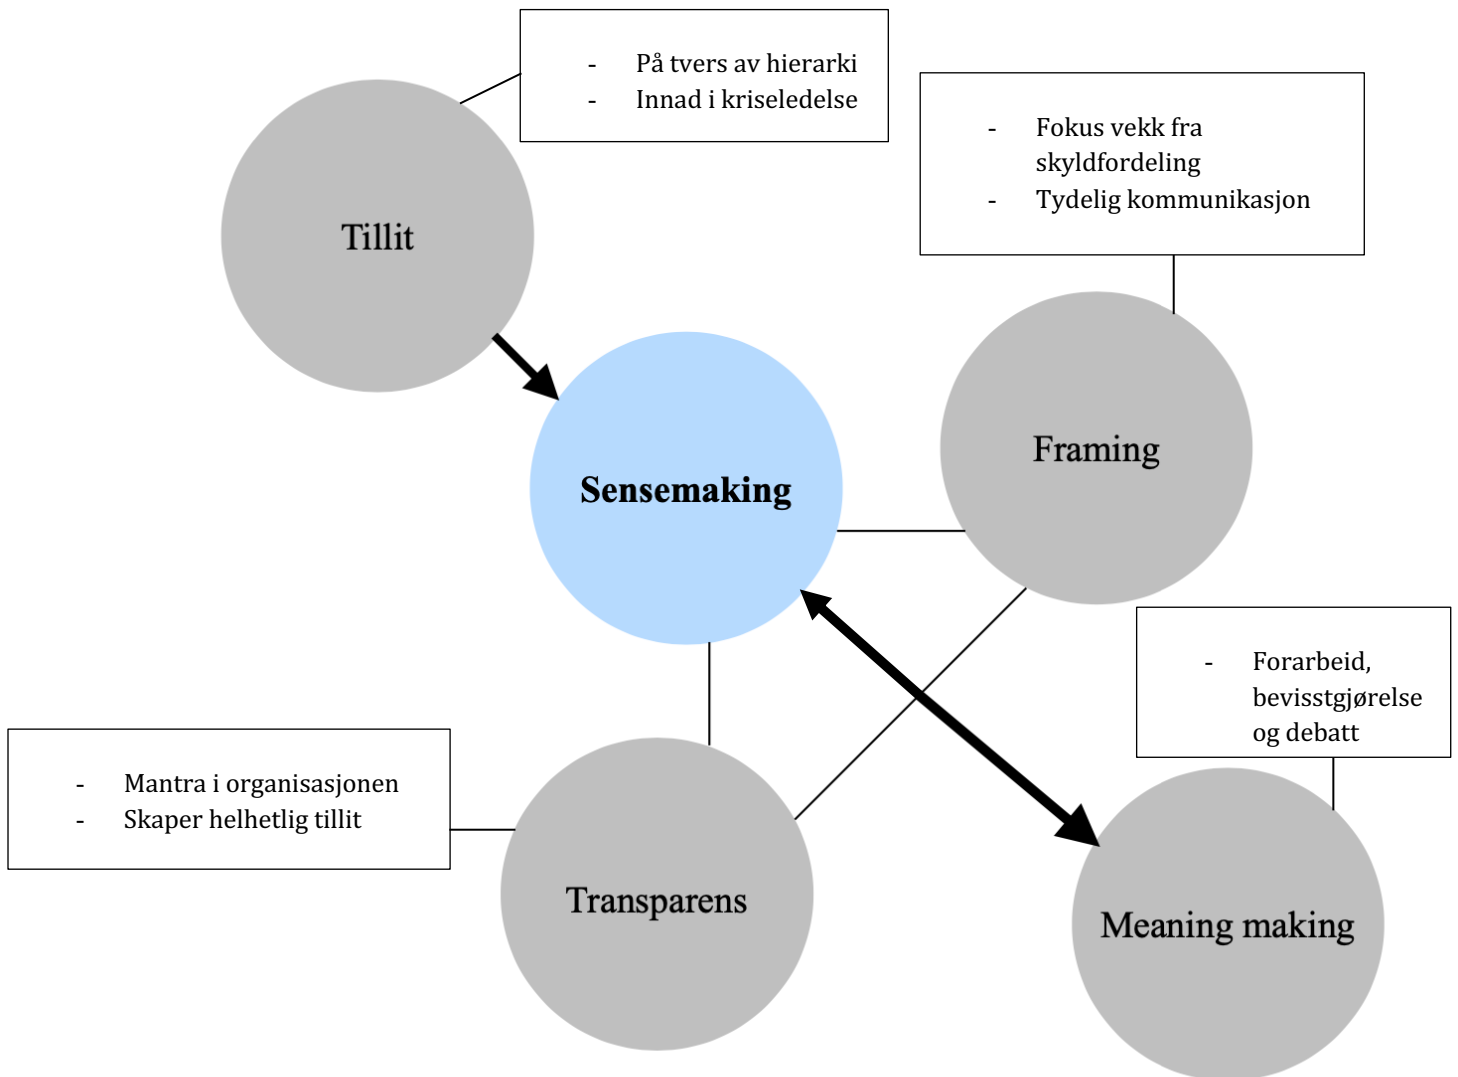 - På tvers av hierarki
- Innad i kriseledelse
- Fokus vekk fra
skyldfordeling
- Tydelig kommunikasjon
Tillit
Framing
Sensemaking
- Forarbeid,
bevisstgjørelse
og debatt
- Mantra i organisasjonen
- Skaper helhetlig tillit
Transparens
Meaning making